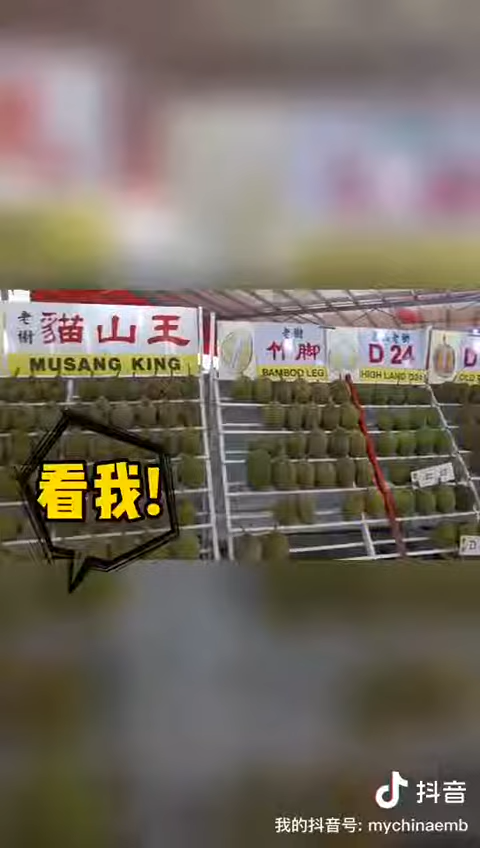 老樹
貓山王
MUSANG KING
老樹
竹脚
BAMBOO LEG
老樹
D24
HIGH LAND D24
D
OLD
看我!
D
抖音
我的抖音号: mychinaemb